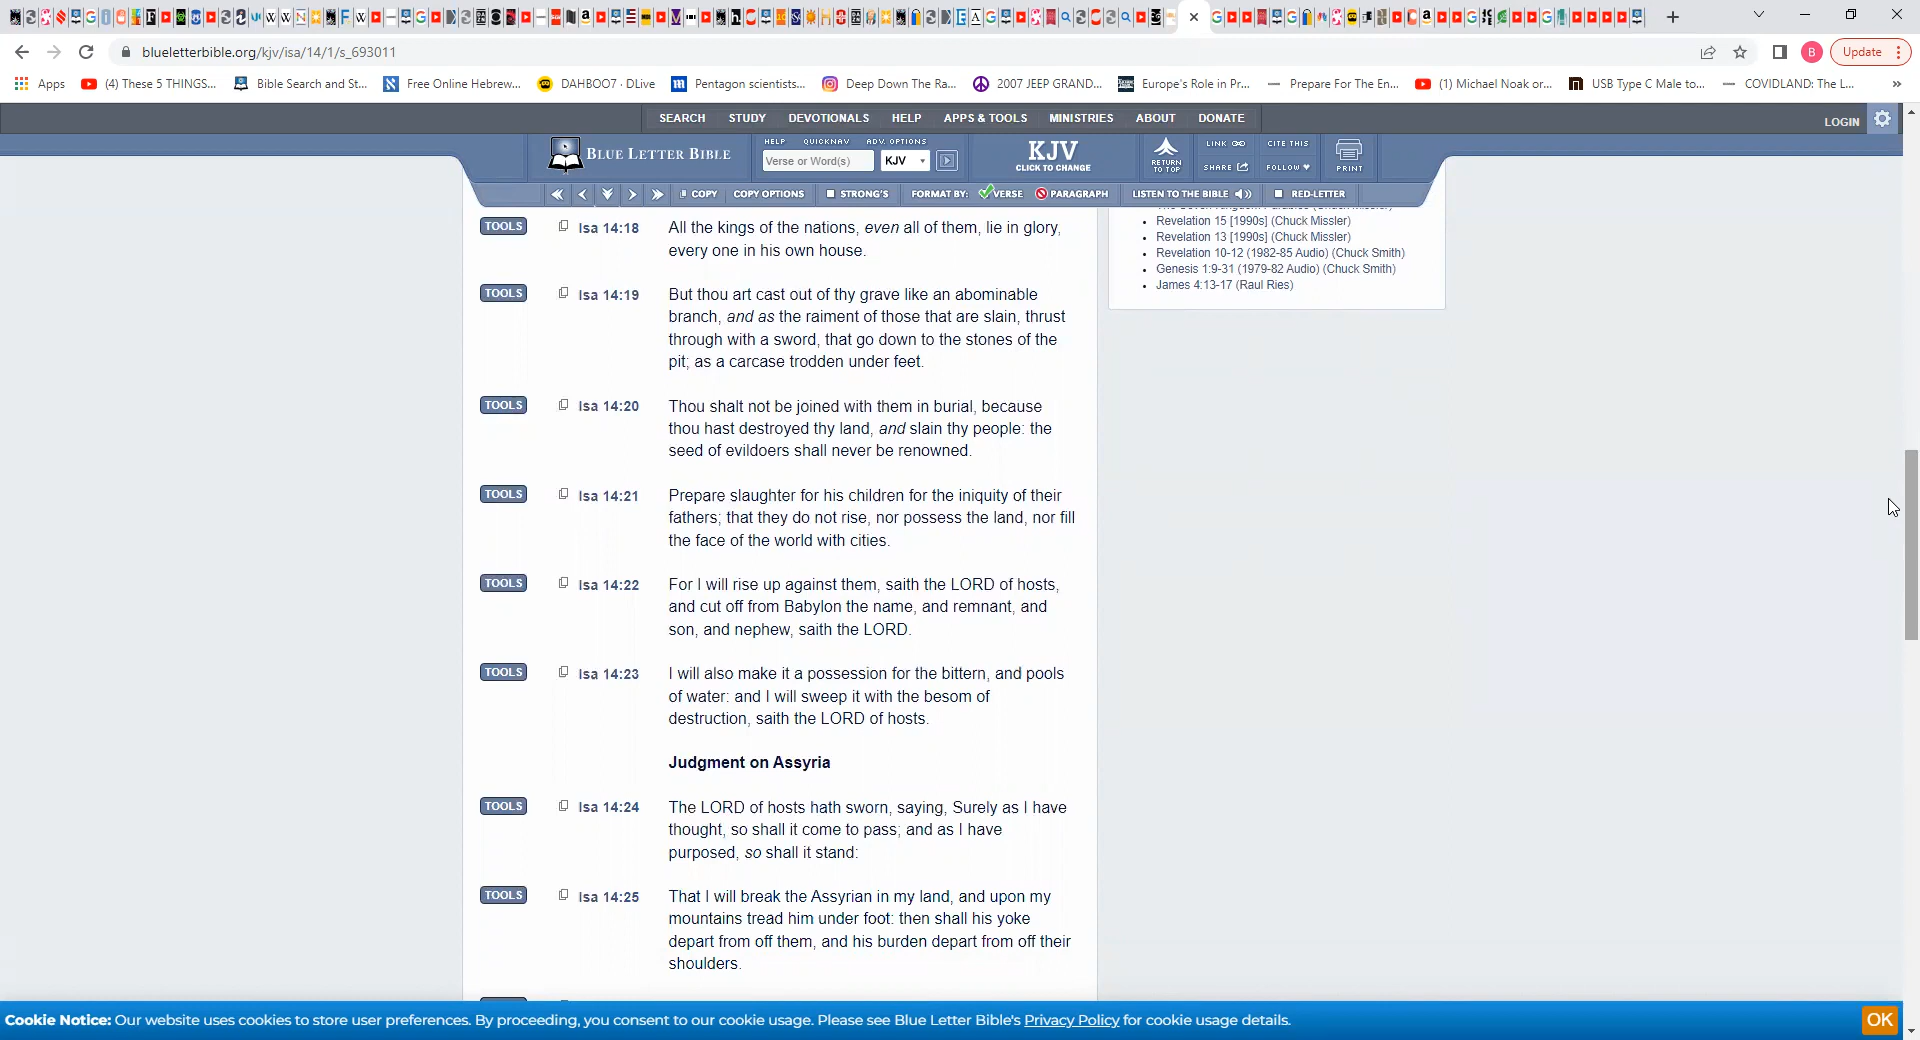 blueletterbible.org/kjv/isa/14/1/s_693011
B
Update
Apps
(4) These 5 THINGS...
Bible Search and St...
Free Online Hebrew...
DAHBOO7 · DLive
Pentagon scientists...
Deep Down The Ra...
2007 JEEP GRAND...
Europe's Role in Pr...
Prepare For The En...
(1) Michael Noak or...
USB Type C Male to...
COVIDLAND: The L...
SEARCH STUDY DEVOTIONALS HELP APPS & TOOLS MINISTRIES ABOUT DONATE
LOGIN
BLUE LETTER BIBLE
HELP QUICKNAV ADV. OPTIONS
Verse or Word(s) KJV
KJV
CLICK TO CHANGE
RETURN
TO TOP
LINK
CITE THIS
SHARE
FOLLOW
PRINT
COPY COPY OPTIONS STRONG'S FORMAT BY: VERSE PARAGRAPH LISTEN TO THE BIBLE RED-LETTER
TOOLS Isa 14:18 All the kings of the nations, even all of them, lie in glory,
every one in his own house.
TOOLS Isa 14:19 But thou art cast out of thy grave like an abominable
branch, and as the raiment of those that are slain, thrust
through with a sword, that go down to the stones of the
pit; as a carcase trodden under feet.
TOOLS Isa 14:20 Thou shalt not be joined with them in burial, because
thou hast destroyed thy land, and slain thy people: the
seed of evildoers shall never be renowned.
TOOLS Isa 14:21 Prepare slaughter for his children for the iniquity of their
fathers; that they do not rise, nor possess the land, nor fill
the face of the world with cities.
TOOLS Isa 14:22 For I will rise up against them, saith the LORD of hosts,
and cut off from Babylon the name, and remnant, and
son, and nephew, saith the LORD.
TOOLS Isa 14:23 I will also make it a possession for the bittern, and pools
of water: and I will sweep it with the besom of
destruction, saith the LORD of hosts.
Judgment on Assyria
TOOLS Isa 14:24 The LORD of hosts hath sworn, saying, Surely as I have
thought, so shall it come to pass; and as I have
purposed, so shall it stand:
TOOLS Isa 14:25 That I will break the Assyrian in my land, and upon my
mountains tread him under foot: then shall his yoke
depart from off them, and his burden depart from off their
shoulders.
Revelation 15 [1990s] (Chuck Missler)
Revelation 13 [1990s] (Chuck Missler)
Revelation 10-12 (1982-85 Audio) (Chuck Smith)
Genesis 1:9-31 (1979-82 Audio) (Chuck Smith)
James 4:13-17 (Raul Ries)
Cookie Notice: Our website uses cookies to store user preferences. By proceeding, you consent to our cookie usage. Please see Blue Letter Bible's Privacy Policy for cookie usage details.
OK